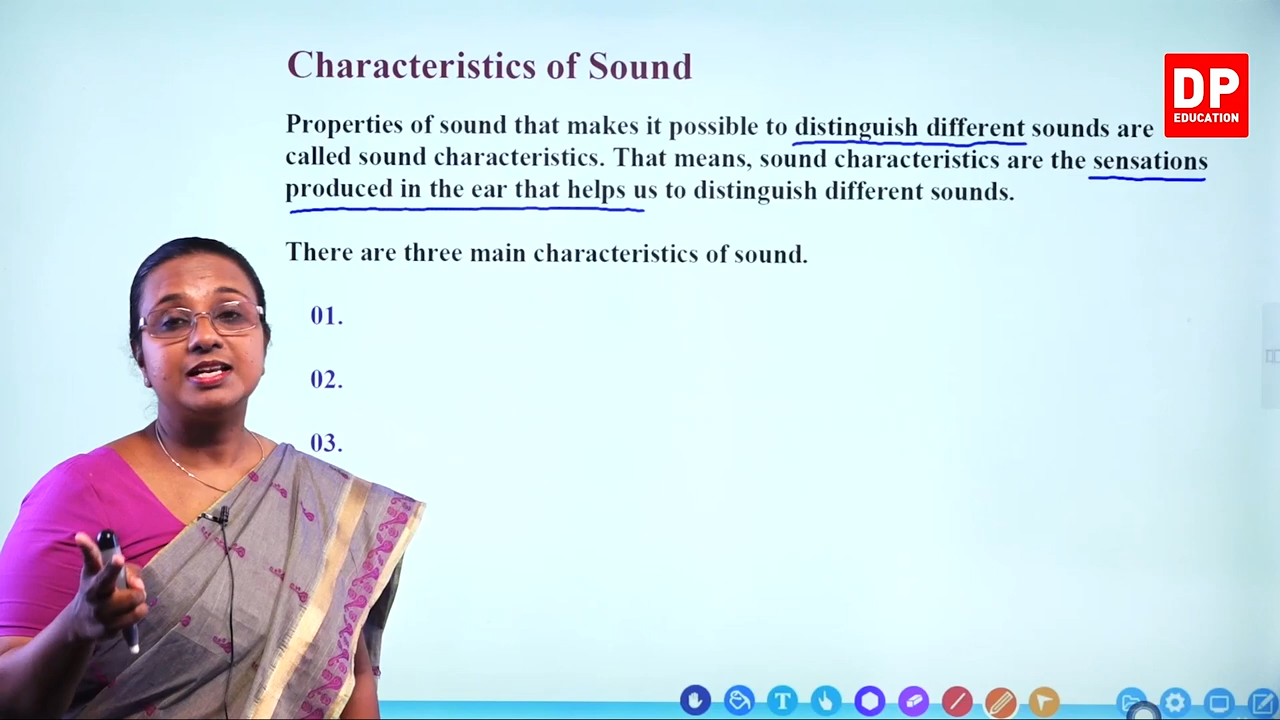 Characteristics of Sound
DP
EDUCATION
Properties of sound that makes it possible to distinguish different sounds are
called sound characteristics. That means, sound characteristics are the sensations
produced in the ear that helps us to distinguish different sounds.
There are three main characteristics of sound.
01.
02.
03.
T